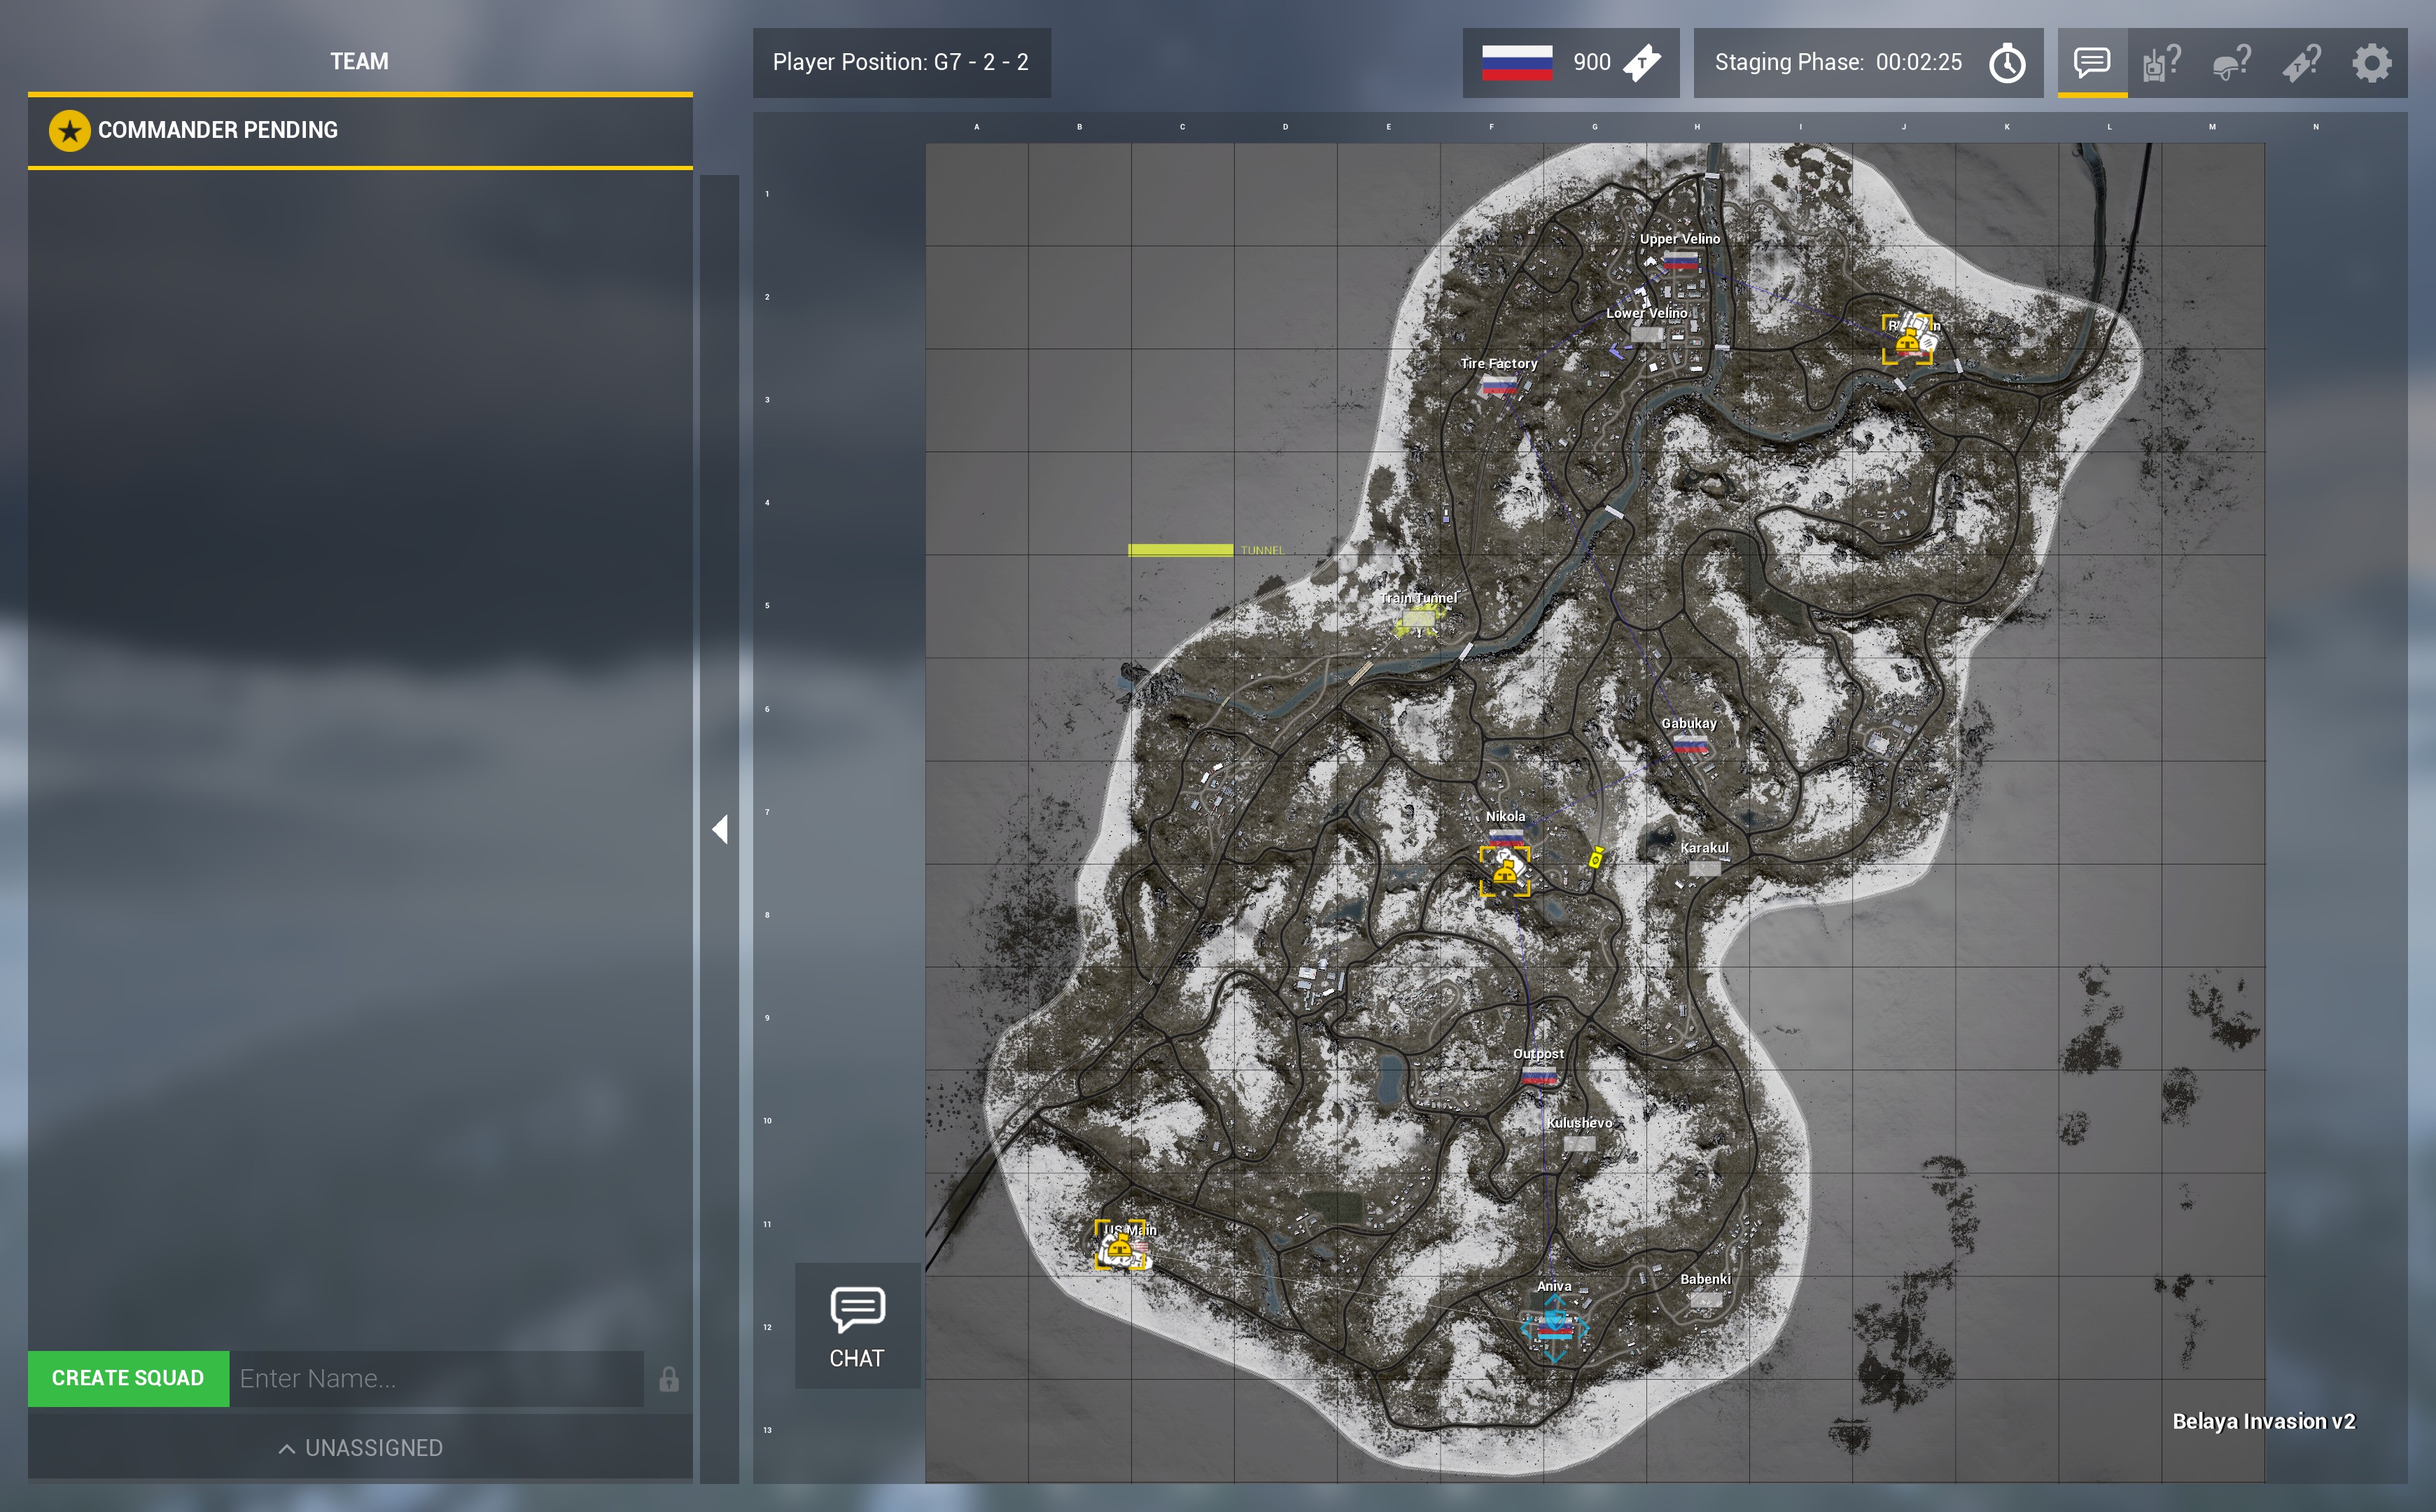 TEAM
Player Position: G7 - 2 - 2
900
T
Staging Phase: 00:02:25
?
?
T?
COMMANDER PENDING
A B C D E F G H I J K L M N
1
2
3
4
5
6
7
8
9
10
11
12
13
Upper Velino
Lower Velino
Tire Factory
TUNNEL
Train Tunnel
Gabukay
Nikola
Karakul
Outpost
Kulushevo
US Main
Aniva
Babenki
CHAT
CREATE SQUAD
Enter Name...
UNASSIGNED
Belaya Invasion v2